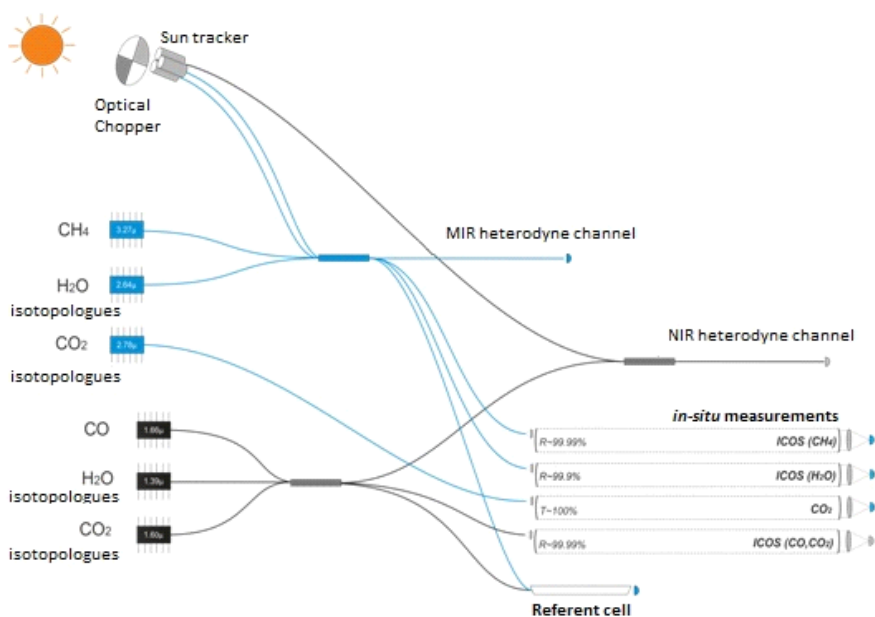 Sun tracker
Optical
Chopper
MIR heterodyne channel
CH₄
3.27μ
H₂O
2.64μ
isotopologues
CO₂
2.78μ
isotopologues
NIR heterodyne channel
in-situ measurements
CO
1.66μ
R~99.99%
ICOS (CH₄)
H₂O
1.39μ
isotopologues
R~99.9%
ICOS (H₂O)
T~100%
CO₂
CO₂
1.60μ
isotopologues
R~99.99%
ICOS (CO,CO₂)
Referent cell